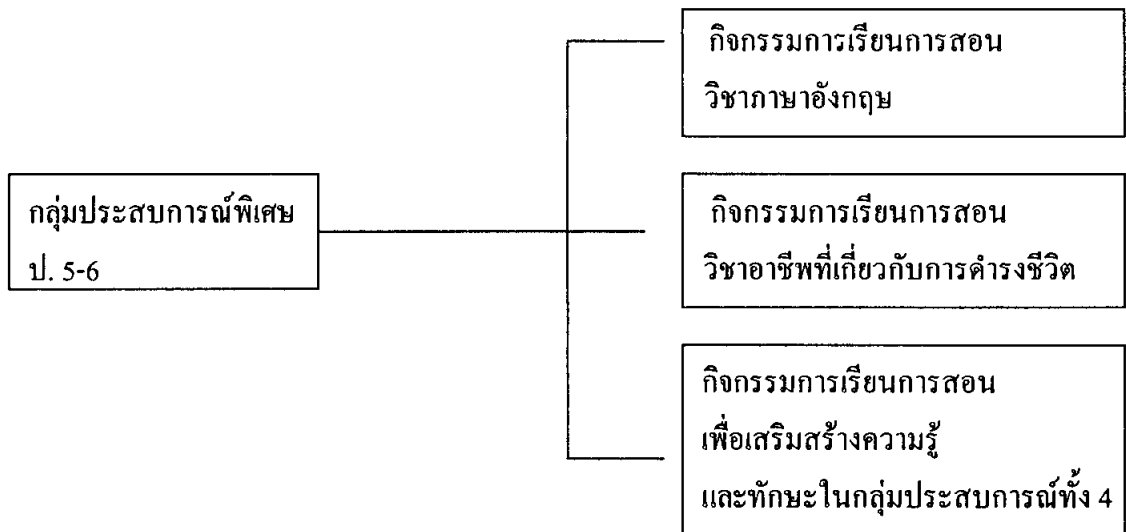 กิจกรรมการเรียนการสอน
วิชาภาษาอังกฤษ
กลุ่มประสบการณ์พิเศษ
ป. 5-6
กิจกรรมการเรียนการสอน
วิชาอาชีพที่เกี่ยวกับการดำรงชีวิต
กิจกรรมการเรียนการสอน
เพื่อเสริมสร้างความรู้
และทักษะในกลุ่มประสบการณ์ทั้ง 4